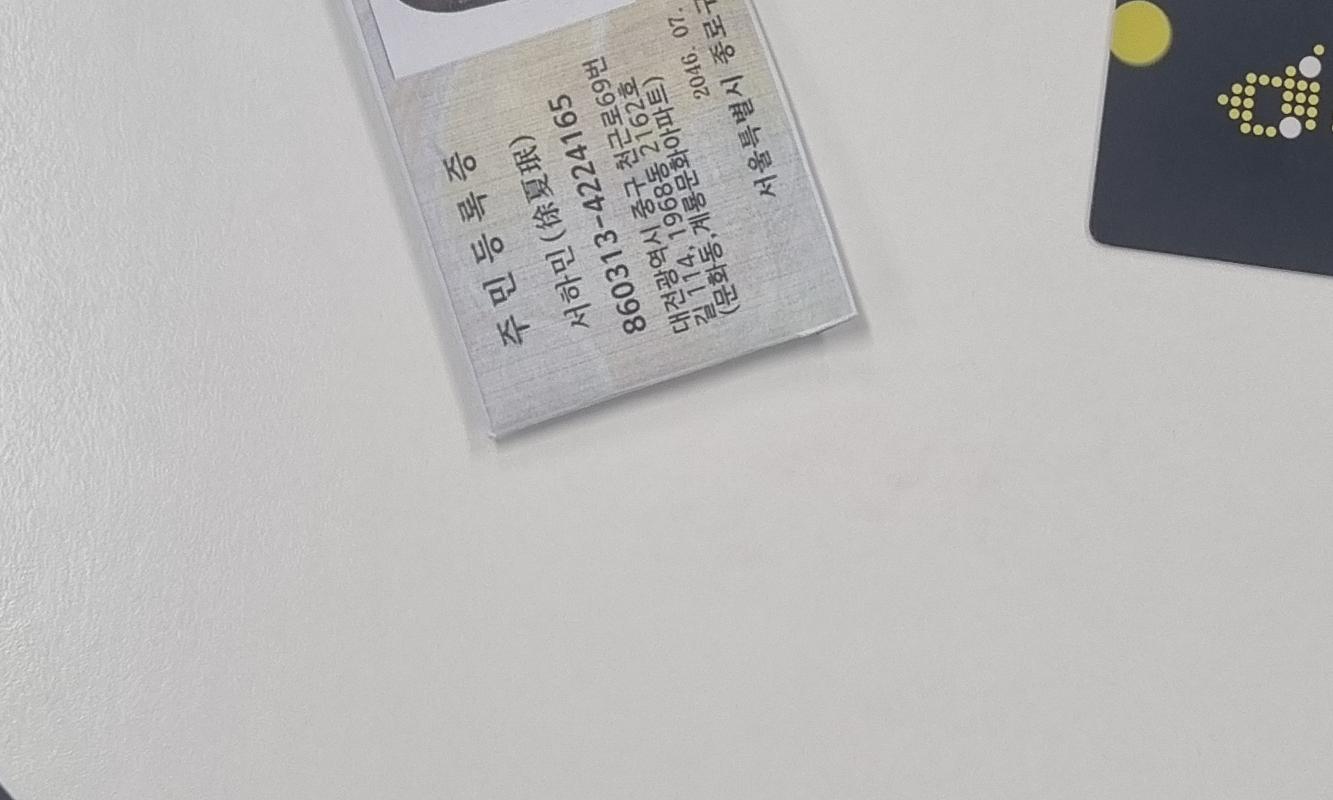 주민등록증
서하민(徐夏珉)
860313-4224165
대전광역시 중구 천근로69번
길 114, 1968동 2162호
(문화동, 계룡문화아파트)
2046. 07.
서울특별시 종로구